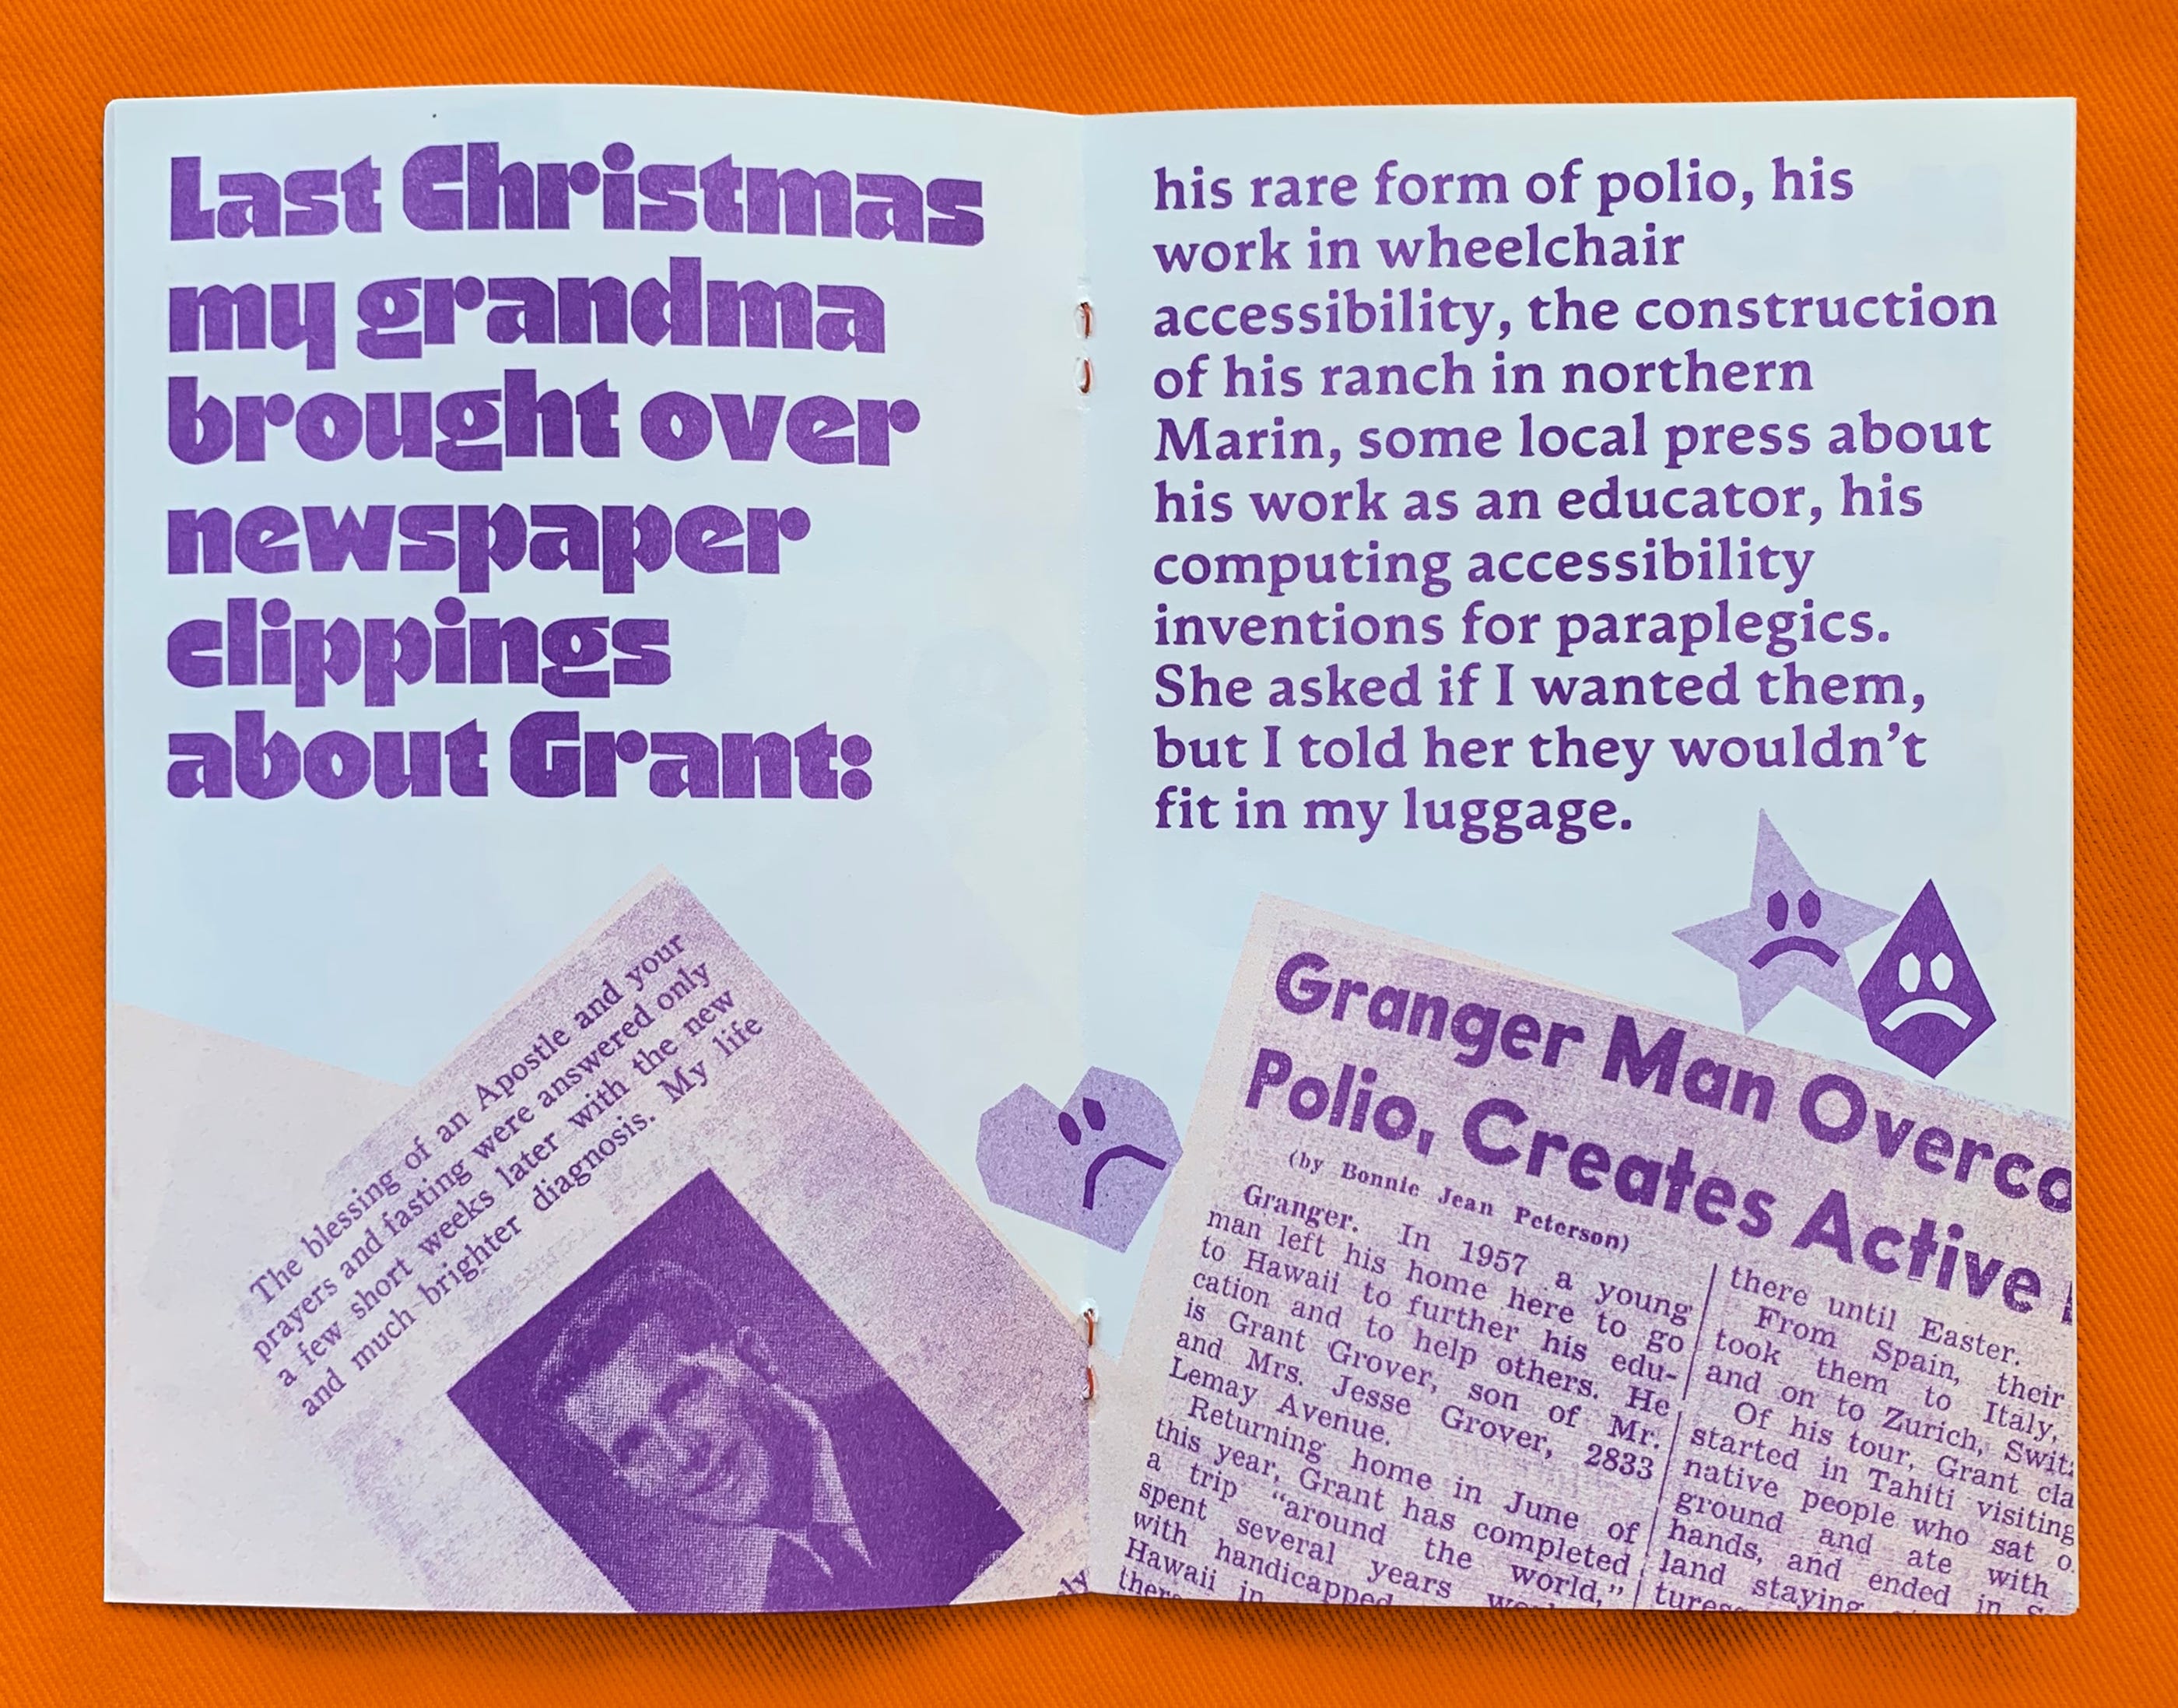 Last Christmas
my grandma
brought over
newspaper
clippings
about Grant:
The blessing of an Apostle and your
prayers and fasting were answered only
a few short weeks later with the new
and much brighter diagnosis. My life
his rare form of polio, his
work in wheelchair
accessibility, the construction
of his ranch in northern
Marin, some local press about
his work as an educator, his
computing accessibility
inventions for paraplegics.
She asked if I wanted them,
but I told her they wouldn’t
fit in my luggage.
Granger Man Overco
Polio, Creates Active
(by Bonnie Jean Peterson)
Granger. In 1957 a young
man left his home here to go
to Hawaii to further his edu-
cation and to help others. He
is Grant Grover, son of Mr.
and Mrs. Jesse Grover, 2833
Lemay Avenue.
Returning home in June of
this year, Grant has completed
a trip “around the world,”
spent several years
with handicapped
Hawaii in
there until Easter.
From Spain, their
took them to Italy,
and on to Zurich, Swit
Of his tour, Grant cla
started in Tahiti visiting
native people who sat o
ground and ate with
hands, and ended in
land staying